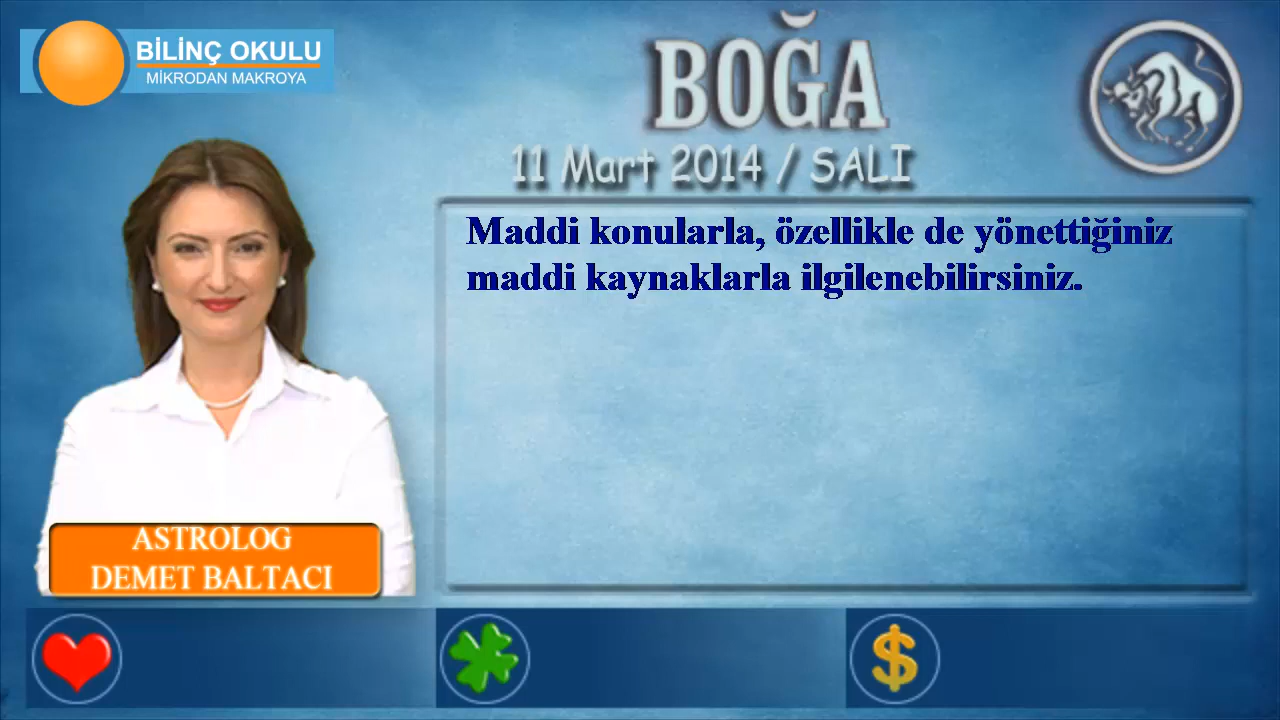 BİLİNÇ OKULU
MİKRODAN MAKROYA
BOĞA
11 Mart 2014 / SALI
Maddi konularla, özellikle de yönettiğiniz
maddi kaynaklarla ilgilenebilirsiniz.
ASTROLOG
DEMET BALTACI
$